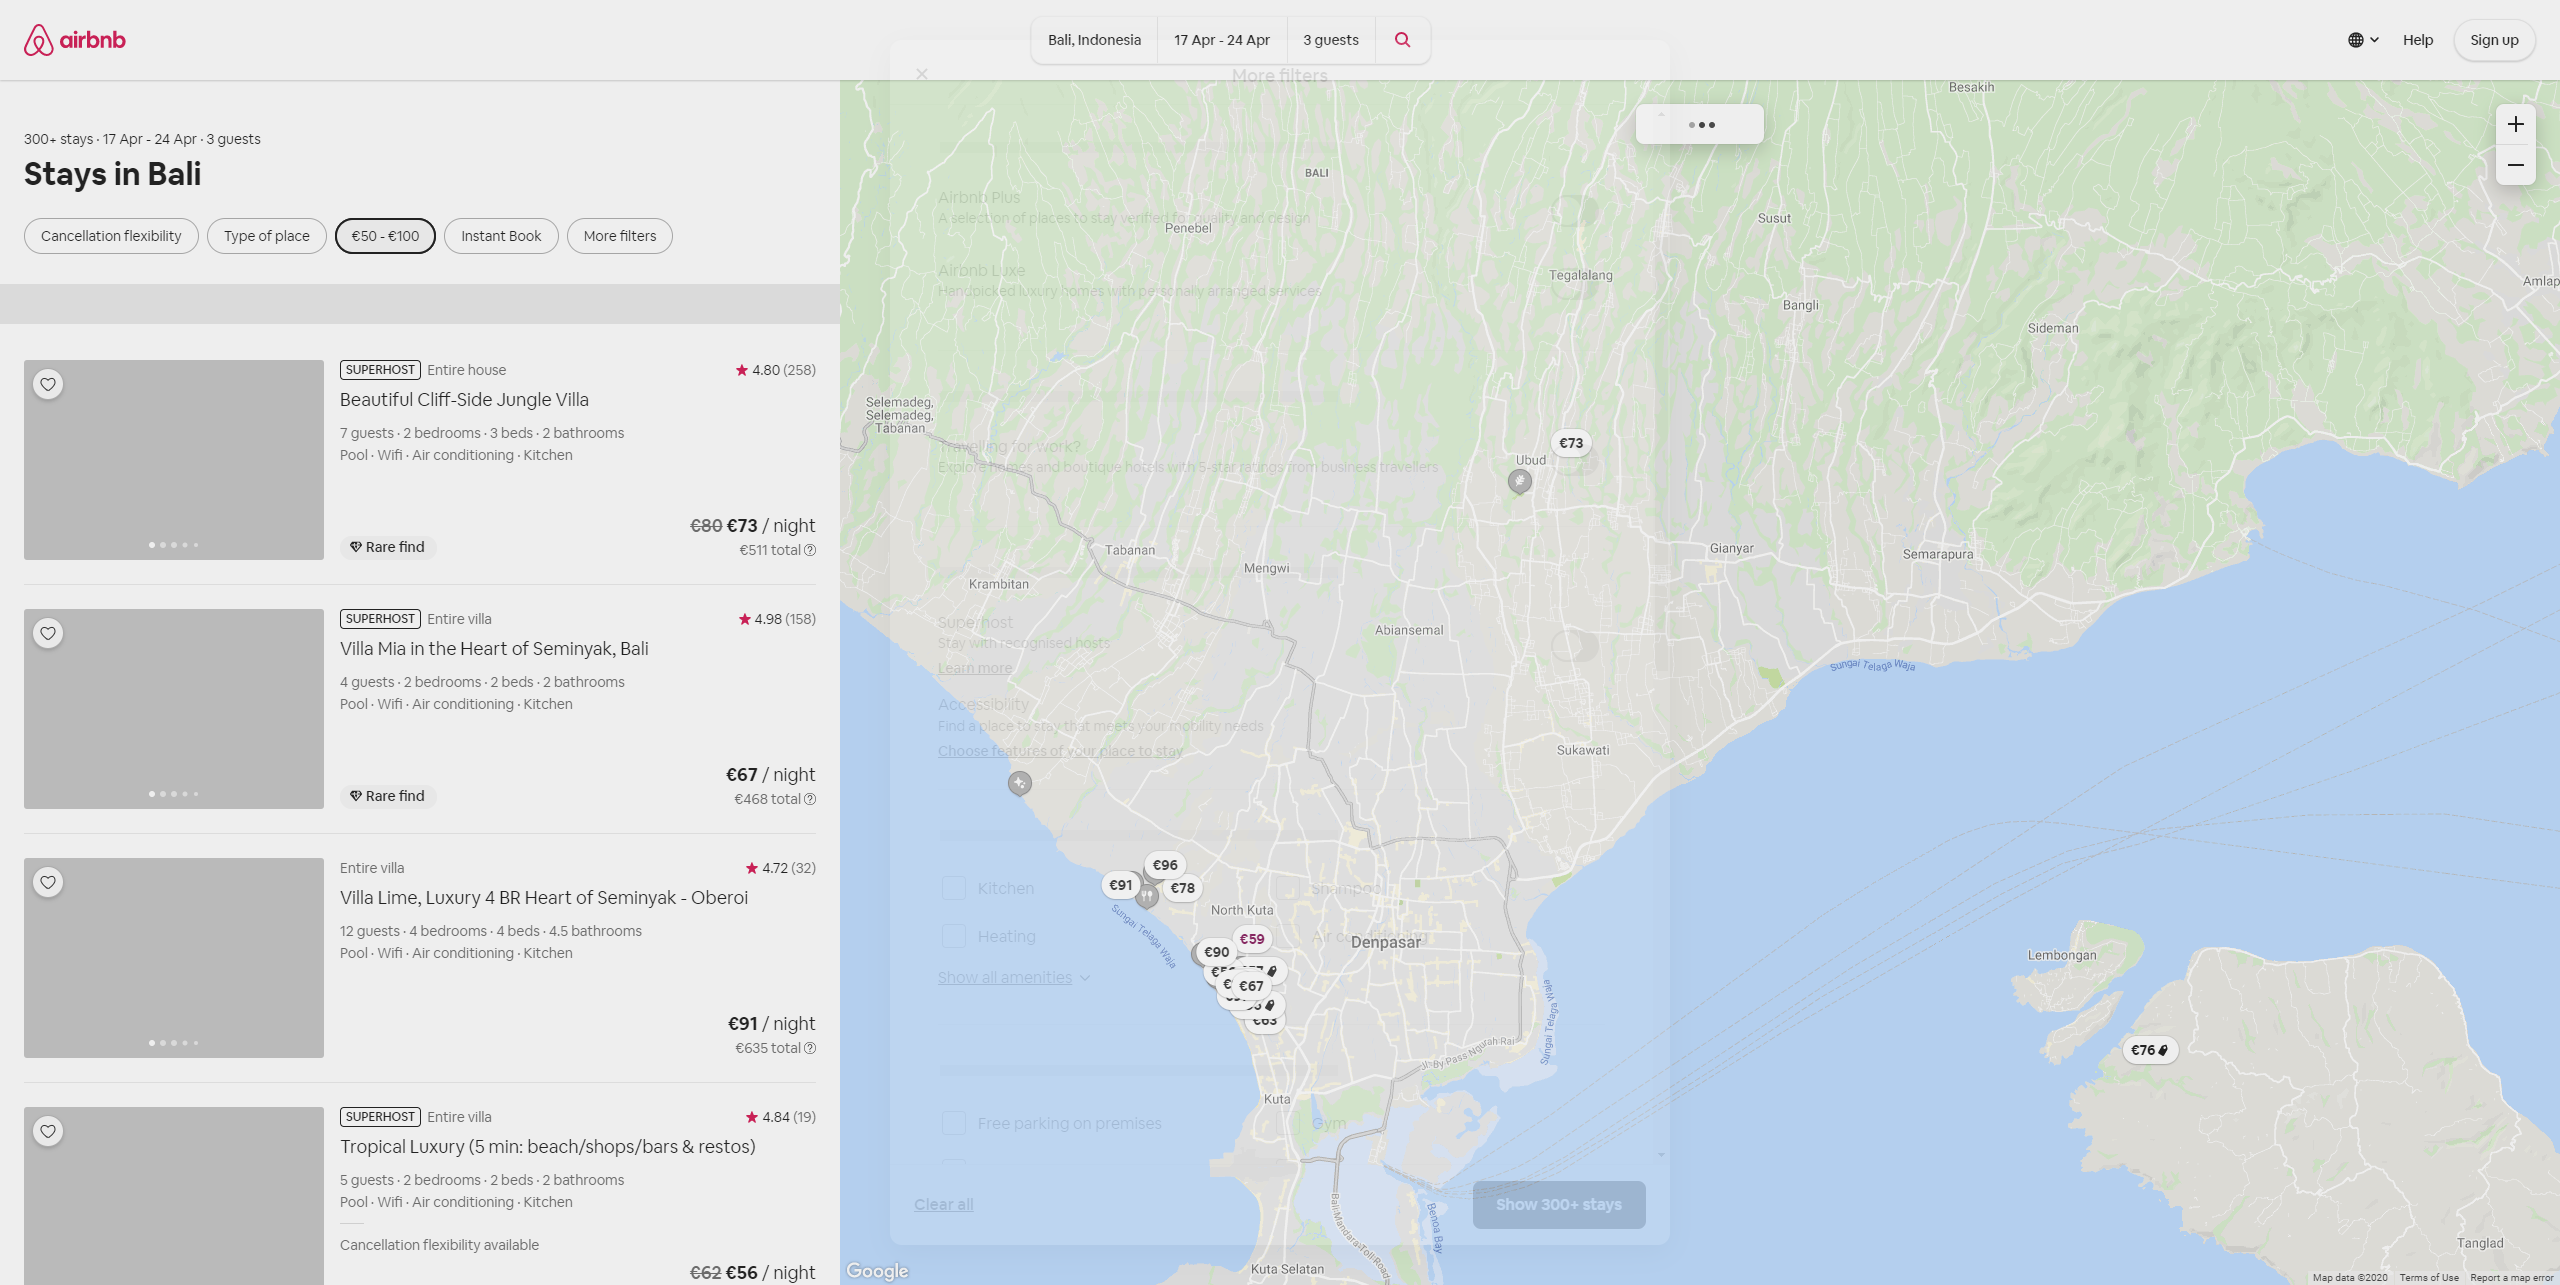 airbnb
Bali, Indonesia
17 Apr - 24 Apr
3 guests
Help
Sign up
300+ stays · 17 Apr - 24 Apr · 3 guests
Stays in Bali
Cancellation flexibility
Type of place
€50 - €100
Instant Book
More filters
SUPERHOST Entire house
4.80 (258)
Beautiful Cliff-Side Jungle Villa
7 guests · 2 bedrooms · 3 beds · 2 bathrooms
Pool · Wifi · Air conditioning · Kitchen
€80 €73 / night
Rare find
€511 total
SUPERHOST Entire villa
4.98 (158)
Villa Mia in the Heart of Seminyak, Bali
4 guests · 2 bedrooms · 2 beds · 2 bathrooms
Pool · Wifi · Air conditioning · Kitchen
€67 / night
Rare find
€468 total
Entire villa
4.72 (32)
Villa Lime, Luxury 4 BR Heart of Seminyak - Oberoi
12 guests · 4 bedrooms · 4 beds · 4.5 bathrooms
Pool · Wifi · Air conditioning · Kitchen
€91 / night
€635 total
SUPERHOST Entire villa
4.84 (19)
Tropical Luxury (5 min: beach/shops/bars & restos)
5 guests · 2 bedrooms · 2 beds · 2 bathrooms
Pool · Wifi · Air conditioning · Kitchen
Cancellation flexibility available
€62 €56 / night
More filters
Airbnb Plus
A selection of places to stay verified for quality and design
Airbnb Luxe
Handpicked luxury homes with personally arranged services
Travelling for work?
Explore homes and boutique hotels with 5-star ratings from business travellers
Superhost
Stay with recognised hosts
Learn more
Accessibility
Find a place to stay that meets your mobility needs
Choose features of your place to stay
Kitchen
Shampoo
Heating
Air conditioning
Show all amenities
Free parking on premises
Gym
Clear all
Show 300+ stays
Besakih
BALI
Penebel
Susut
Tegalalang
Bangli
Sideman
Selemadeg,
Selemadeg,
Tabanan
€73
Ubud
Tabanan
Mengwi
Krambitan
Gianyar
Semarapura
Abiansemal
Sungai Telaga Waja
Sukawati
€96
€91
€78
North Kuta
Sungai Telaga Waja
€59
Denpasar
€90
€67
€63
Sungai Telaga Waja
Jl. By Pass Ngurah Rai
Lembongan
€76
Kuta
Bali Mandara Toll Road
Benoa Bay
Kuta Selatan
Tanglad
Google
Map data ©2020
Terms of Use
Report a map error